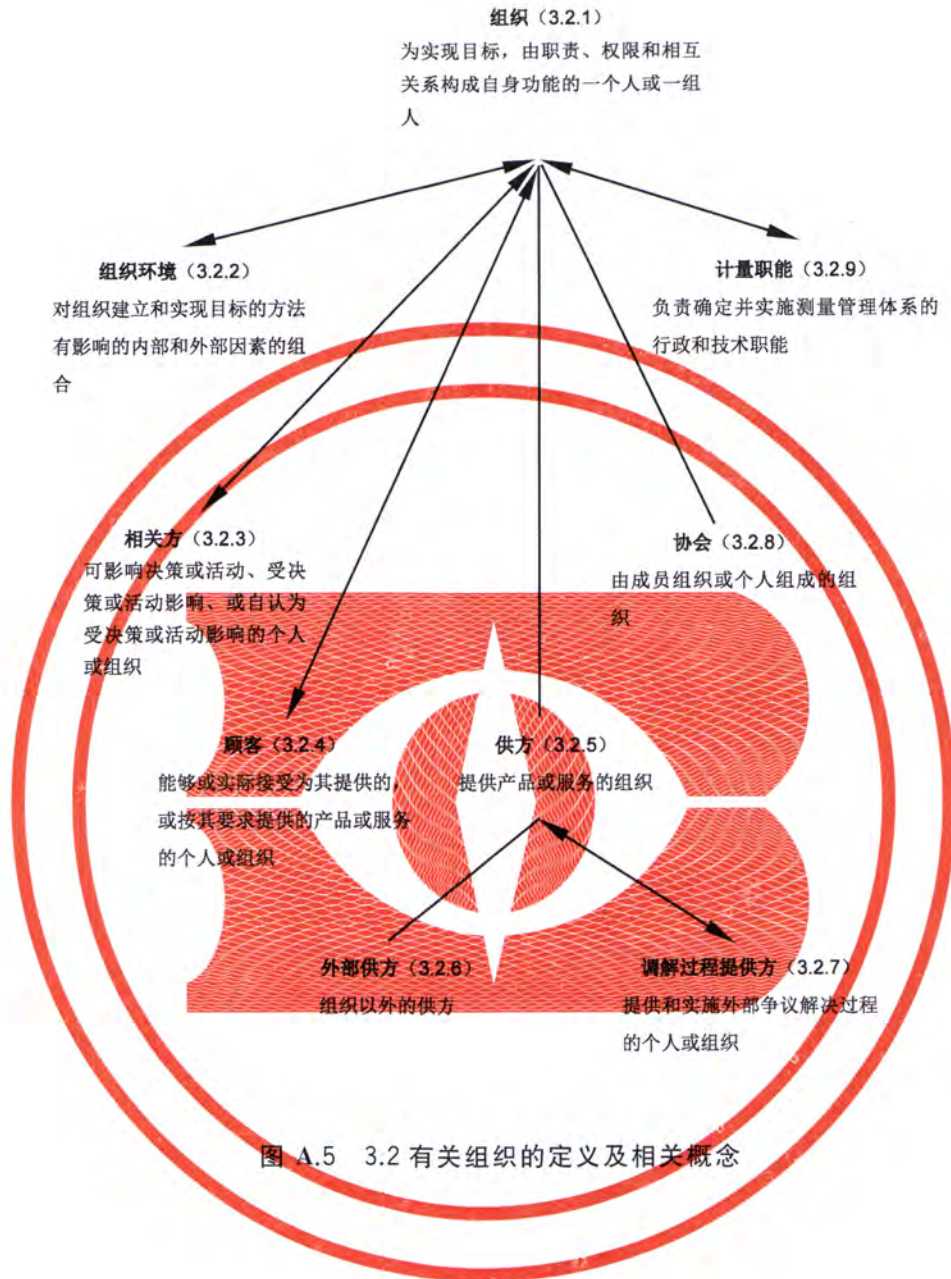 组织（3.2.1）
为实现目标，由职责、权限和相互
关系构成自身功能的一个人或一组
人
组织环境（3.2.2）
对组织建立和实现目标的方法
有影响的内部和外部因素的组
合
计量职能（3.2.9）
负责确定并实施测量管理体系的
行政和技术职能
相关方（3.2.3）
可影响决策或活动、受决
策或活动影响、或自认为
受决策或活动影响的个人
或组织
协会（3.2.8）
由成员组织或个人组成的组
织
顾客（3.2.4）
能够或实际接受为其提供的，
或按其要求提供的产品或服务
的个人或组织
供方（3.2.5）
提供产品或服务的组织
外部供方（3.2.6）
组织以外的供方
调解过程提供方（3.2.7）
提供和实施外部争议解决过程
的个人或组织
图 A.5 3.2 有关组织的定义及相关概念